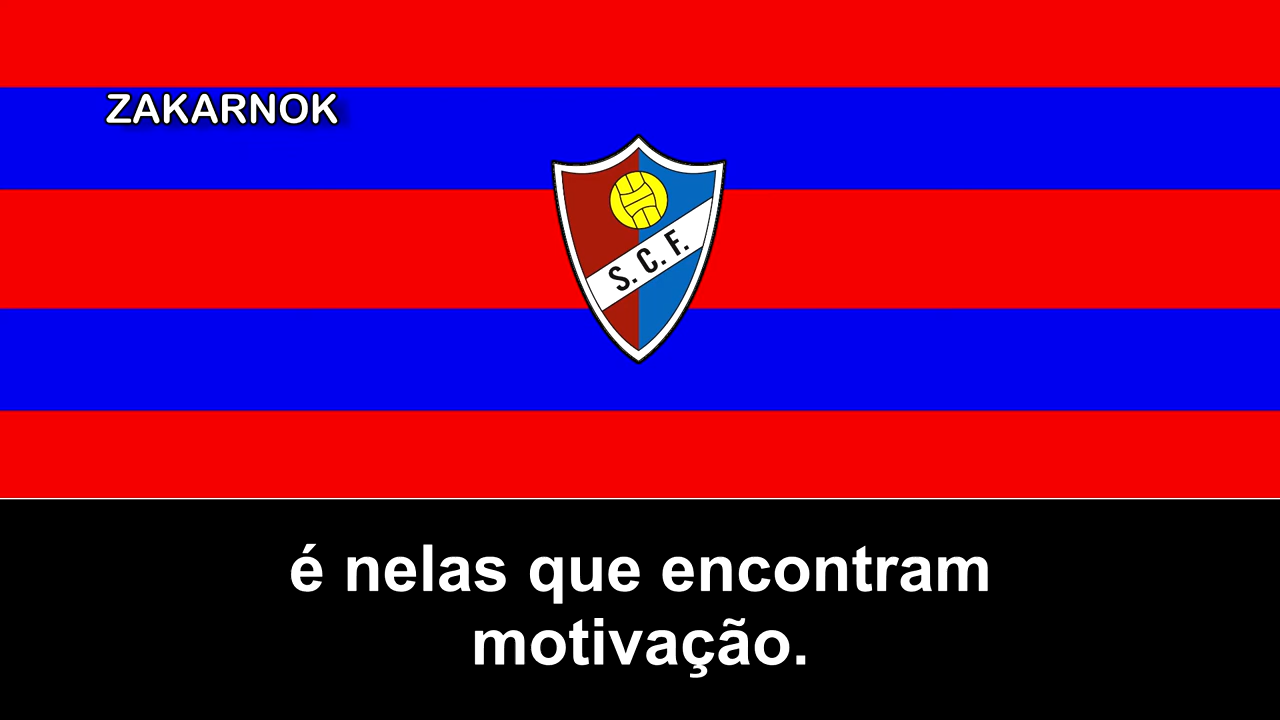 ZAKARNOK
S. C. F.
é nelas que encontram
motivação.